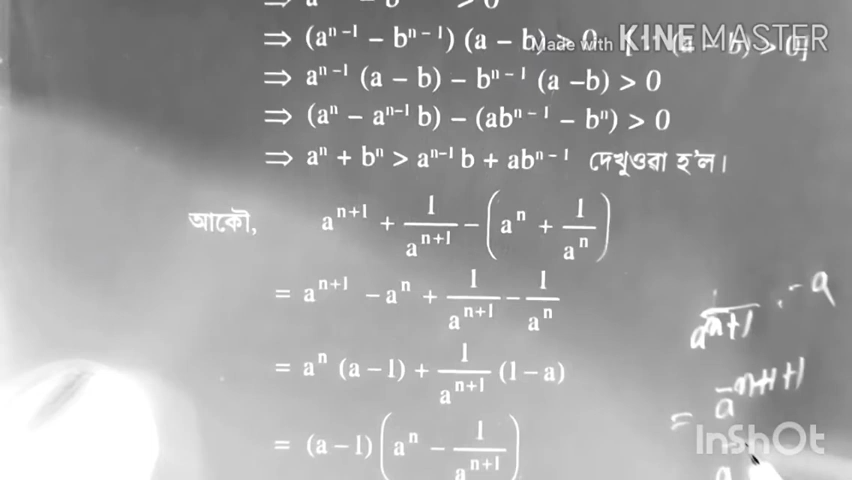 ⇒ (aⁿ⁻¹ – bⁿ⁻¹) (a – b) > 0 [∵ (a – b) > 0]
Made with KINEMASTER
⇒ aⁿ⁻¹ (a – b) – bⁿ⁻¹ (a –b) > 0
⇒ (aⁿ – aⁿ⁻¹ b) – (abⁿ⁻¹ – bⁿ) > 0
⇒ aⁿ + bⁿ > aⁿ⁻¹ b + abⁿ⁻¹ দেখুওৱা হ'ল।
আকৌ, aⁿ⁺¹ + 1/aⁿ⁺¹ – (aⁿ + 1/aⁿ)
= aⁿ⁺¹ – aⁿ + 1/aⁿ⁺¹ – 1/aⁿ
= aⁿ (a – 1) + 1/aⁿ⁺¹ (1 – a)
= (a – 1) (aⁿ – 1/aⁿ⁺¹)
InShOt